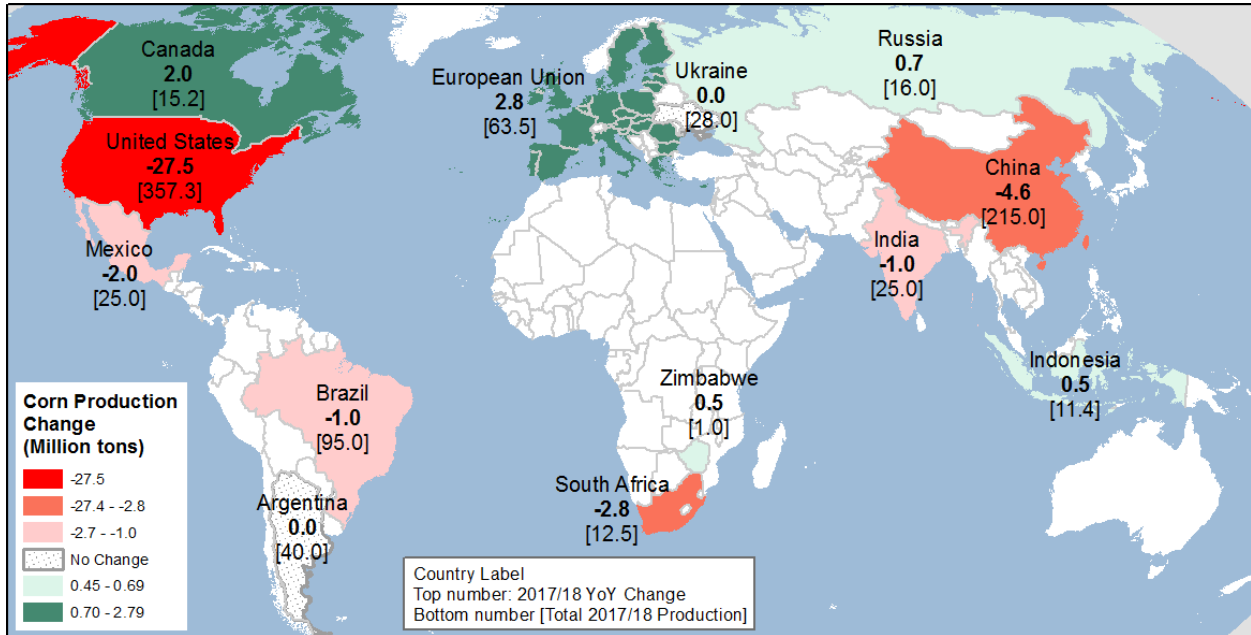 Canada
2.0
[15.2]
United States
-27.5
[357.3]
Mexico
-2.0
[25.0]
Brazil
-1.0
[95.0]
Argentina
0.0
[40.0]
European Union
2.8
[63.5]
Ukraine
0.0
[28.0]
Russia
0.7
[16.0]
China
-4.6
[215.0]
India
-1.0
[25.0]
Indonesia
0.5
[11.4]
Zimbabwe
0.5
[1.0]
South Africa
-2.8
[12.5]
Corn Production
Change
(Million tons)
-27.5
-27.4 - -2.8
-2.7 - -1.0
No Change
0.45 - 0.69
0.70 - 2.79
Country Label
Top number: 2017/18 YoY Change
Bottom number [Total 2017/18 Production]